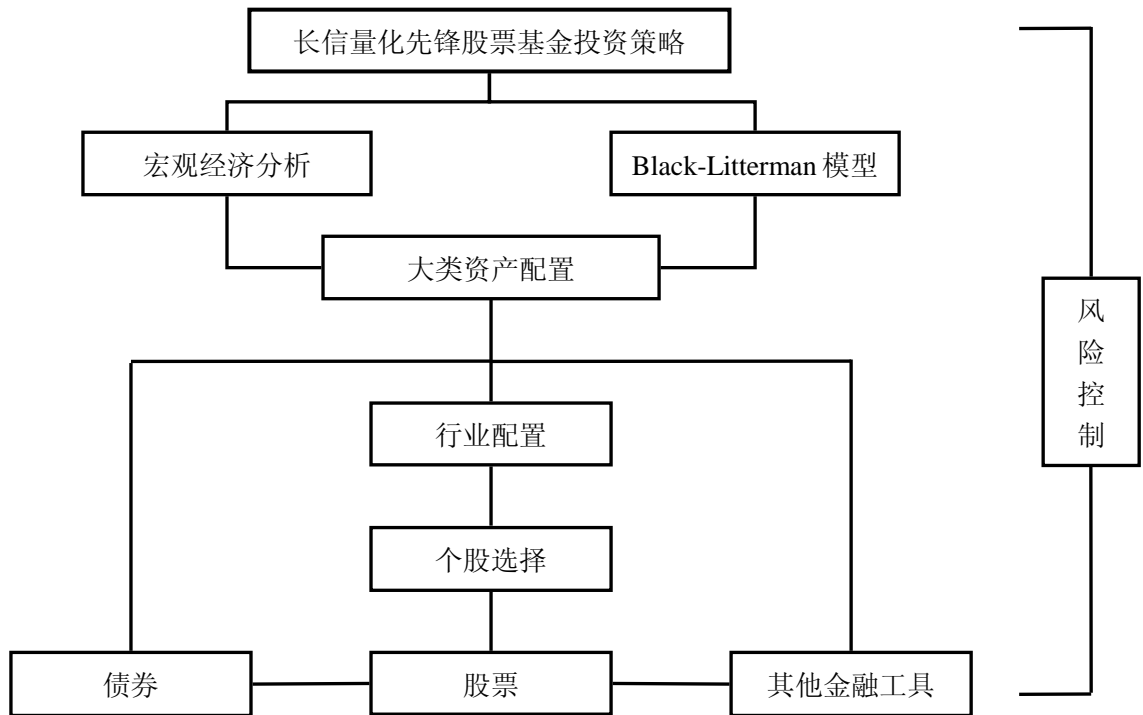 长信量化先锋股票基金投资策略
宏观经济分析
Black-Litterman 模型
大类资产配置
风
险
控
制
行业配置
个股选择
债券
股票
其他金融工具